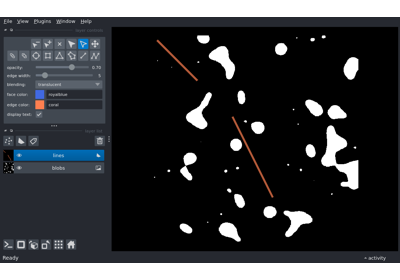 File View Plugins Window Help
opacity: 0.70
edge width: 5
blending: translucent
face color: royalblue
edge color: coral
display text:
lines
blobs
Ready
activity